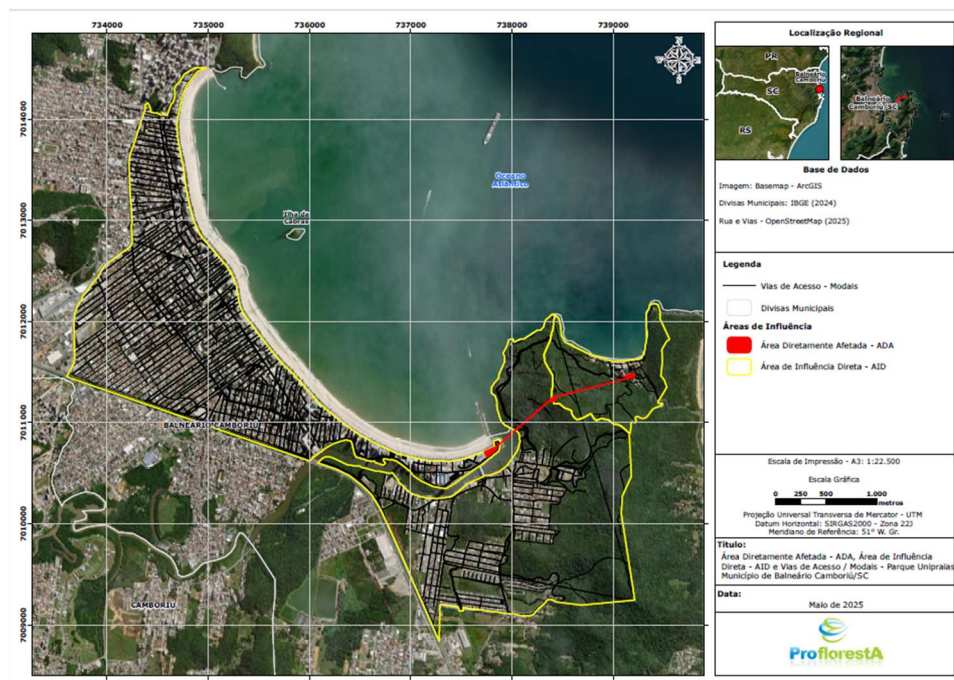 734000
735000
736000
737000
738000
739000
7014000
7013000
7012000
7011000
7010000
7009000
N
Oceano
Atlântico
Ilha de
Cabras
BALNEÁRIO CAMBORIÚ
CAMBORIÚ
Localização Regional
PR
SC
RS
Balneário
Camboriú
Balneário
Camboriú/SC
Base de Dados
Imagem: Basemap - ArcGIS
Divisas Municipais: IBGE (2024)
Rua e Vias - OpenStreetMap (2025)
Legenda
Vias de Acesso - Modais
Divisas Municipais
Áreas de Influência
Área Diretamente Afetada - ADA
Área de Influência Direta - AID
Escala de Impressão - A3: 1:22.500
Escala Gráfica
0 250 500 1.000
metros
Projeção Universal Transversa de Mercator - UTM
Datum Horizontal: SIRGAS2000 - Zona 22J
Meridiano de Referência: 51° W. Gr.
Título:
Área Diretamente Afetada - ADA, Área de Influência
Direta - AID e Vias de Acesso / Modais - Parque Unipraias
Município de Balneário Camboriú/SC
Data:
Maio de 2025
ProflorestA